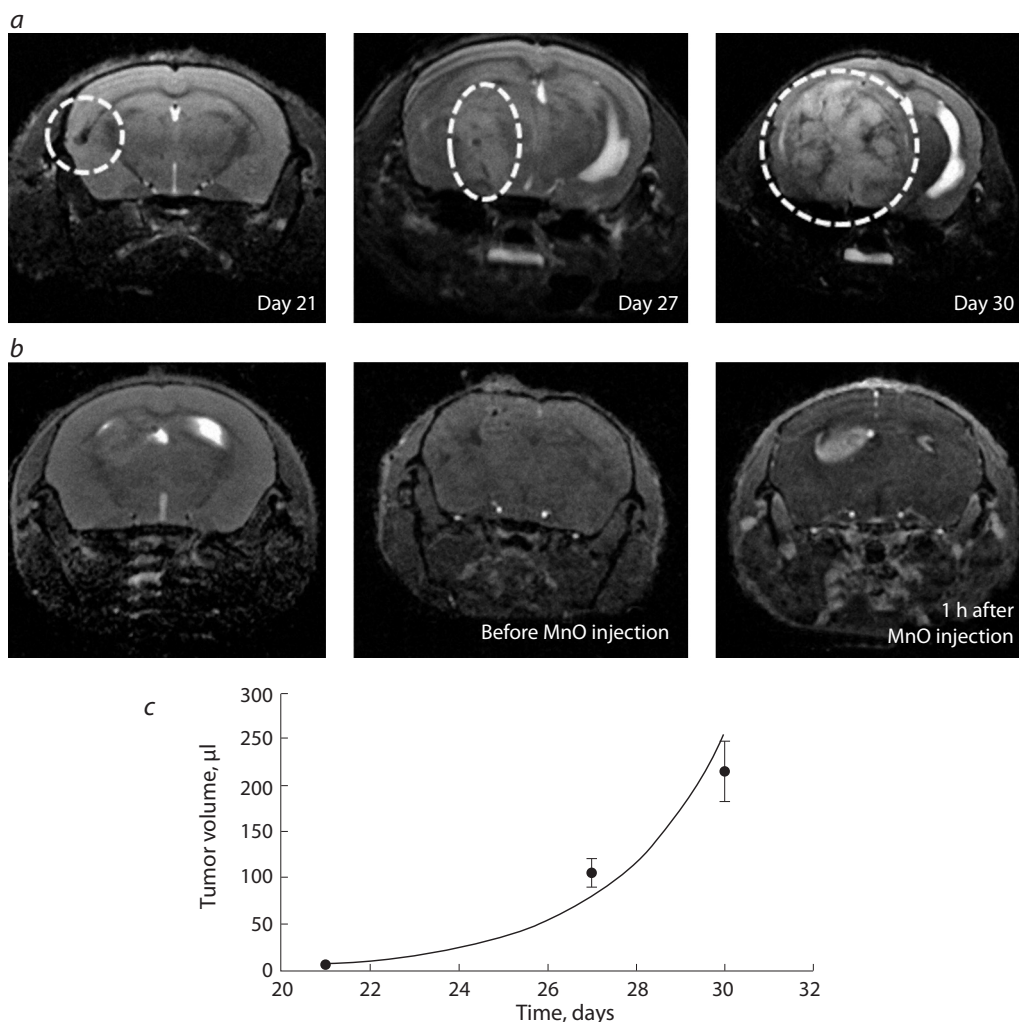 a
Day 21
Day 27
Day 30
b
Before MnO injection
1 h after
MnO injection
c
300
250
200
150
100
50
0
Tumor volume, µl
20
22
24
26
28
30
32
Time, days